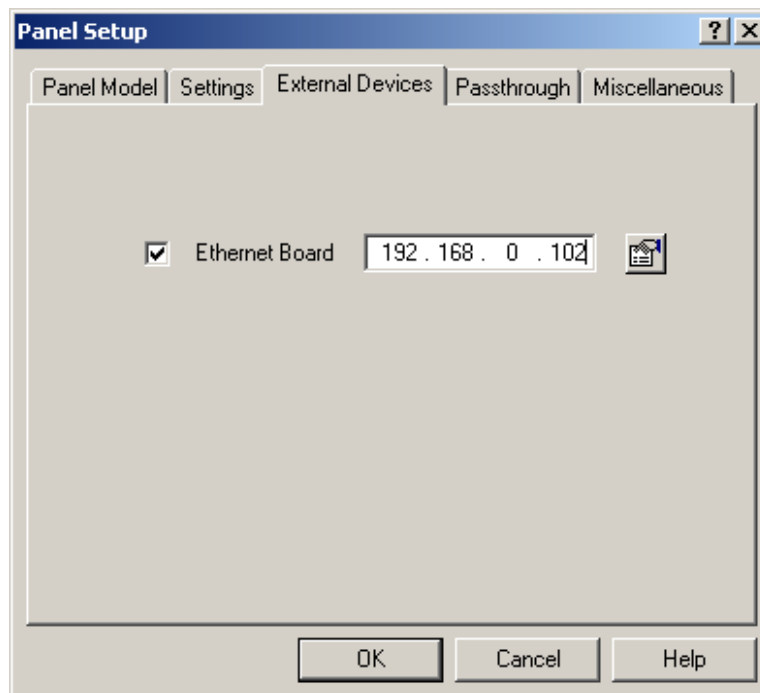 Panel Setup
Panel Model Settings External Devices Passthrough Miscellaneous
Ethernet Board 192 . 168 . 0 . 102
OK Cancel Help